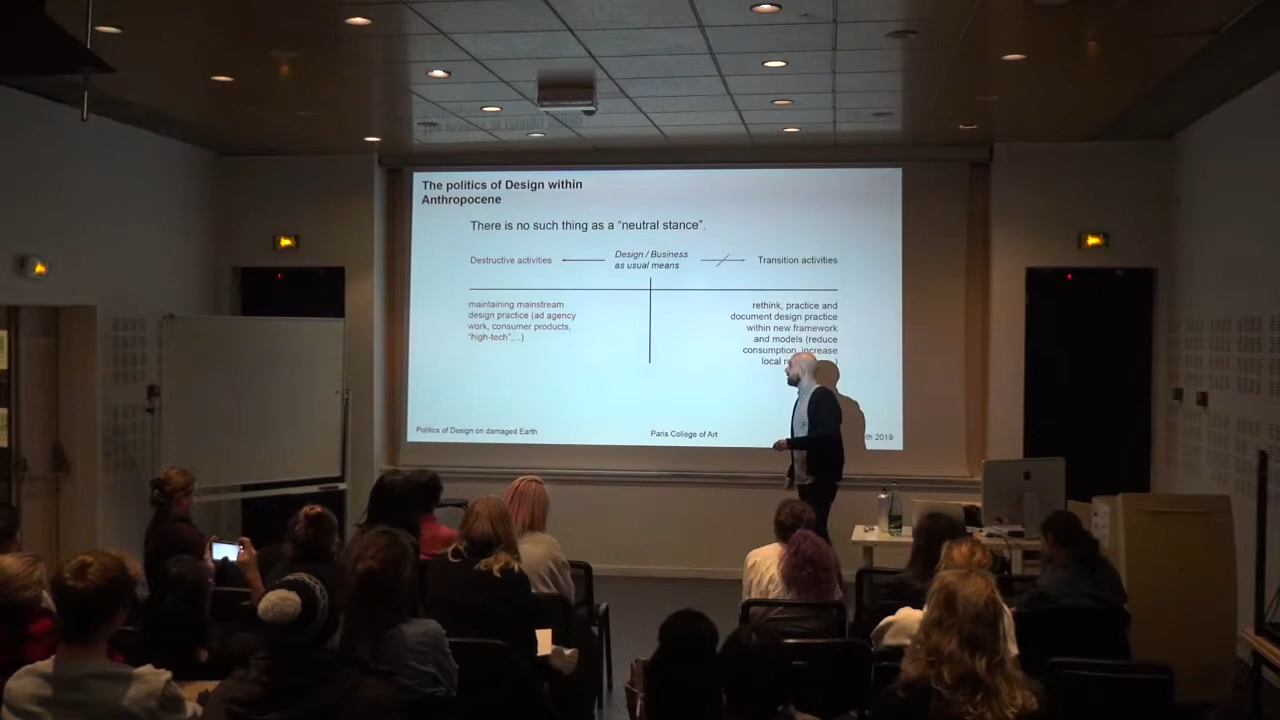 The politics of Design within
Anthropocene
There is no such thing as a “neutral stance”.
Destructive activities
Design / Business
as usual means
Transition activities
maintaining mainstream
design practice (ad agency
work, consumer products,
“high-tech”,...)
rethink, practice and
document design practice
within new framework
and models (reduce
consumption, increase
local
Politics of Design on damaged Earth
Paris College of Art
th 2019